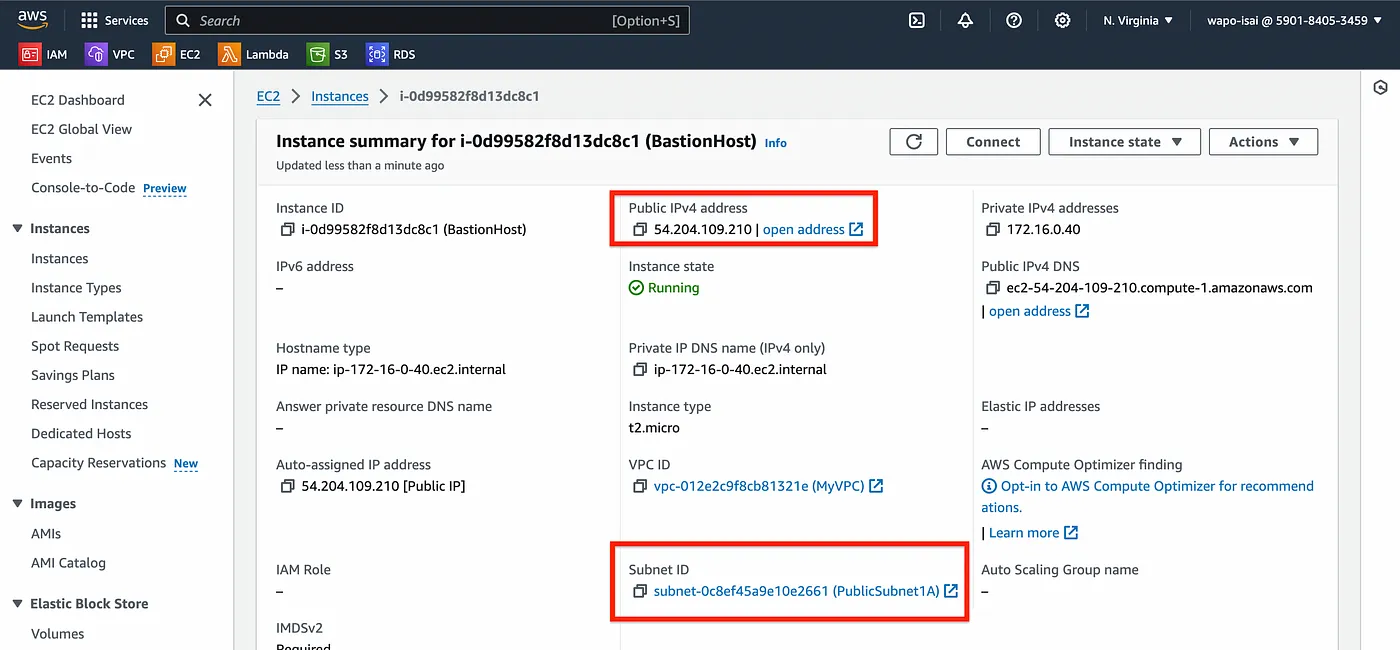 aws
Services
Search
[Option+S]
N. Virginia
wapo-isai @ 5901-8405-3459
IAM
VPC
EC2
Lambda
S3
RDS
EC2 Dashboard
EC2 Global View
Events
Console-to-Code Preview
Instances
Instances
Instance Types
Launch Templates
Spot Requests
Savings Plans
Reserved Instances
Dedicated Hosts
Capacity Reservations New
Images
AMIs
AMI Catalog
Elastic Block Store
Volumes
EC2
Instances
i-0d99582f8d13dc8c1
Instance summary for i-0d99582f8d13dc8c1 (BastionHost) Info
Updated less than a minute ago
Connect
Instance state
Actions
Instance ID
i-0d99582f8d13dc8c1 (BastionHost)
Public IPv4 address
54.204.109.210 | open address
Private IPv4 addresses
172.16.0.40
IPv6 address
–
Instance state
Running
Public IPv4 DNS
ec2-54-204-109-210.compute-1.amazonaws.com
| open address
Hostname type
IP name: ip-172-16-0-40.ec2.internal
Private IP DNS name (IPv4 only)
ip-172-16-0-40.ec2.internal
Answer private resource DNS name
–
Instance type
t2.micro
Elastic IP addresses
–
Auto-assigned IP address
54.204.109.210 [Public IP]
VPC ID
vpc-012e2c9f8cb81321e (MyVPC)
AWS Compute Optimizer finding
Opt-in to AWS Compute Optimizer for recommend
ations.
| Learn more
IAM Role
–
Subnet ID
subnet-0c8ef45a9e10e2661 (PublicSubnet1A)
Auto Scaling Group name
–
IMDSv2
Required